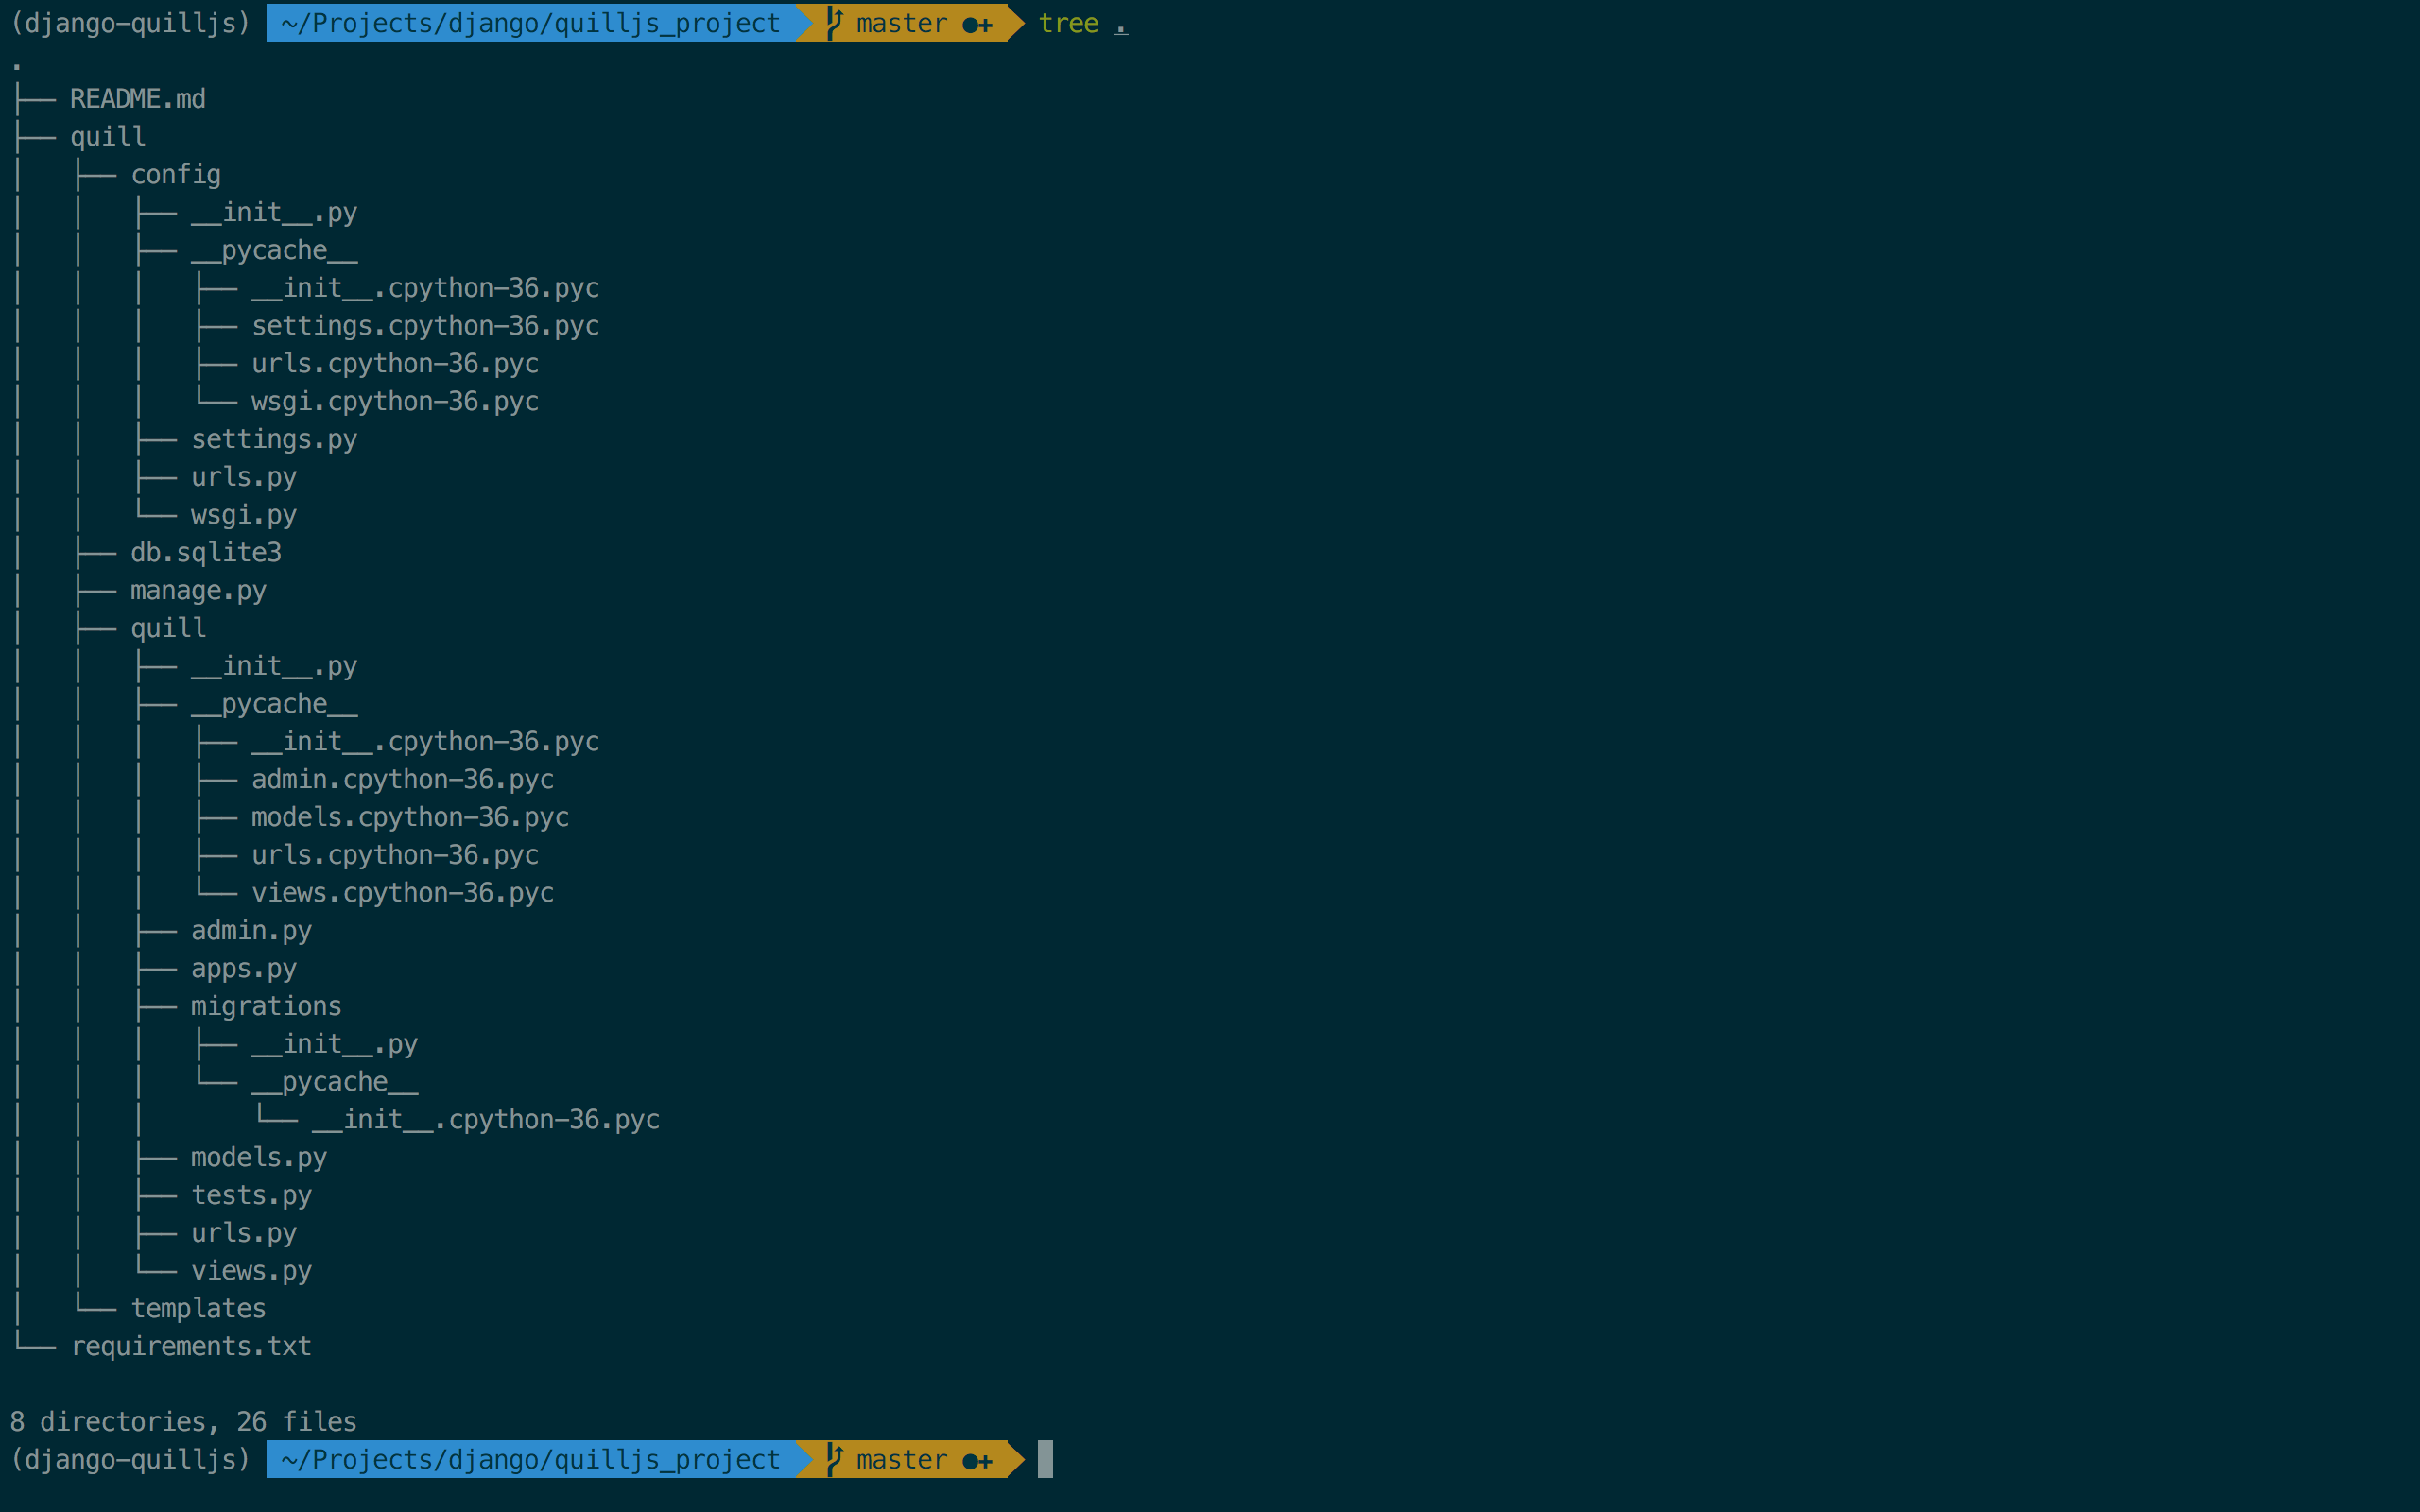 (django-quilljs) ~/Projects/django/quilljs_project master ●✚ tree .
.
├── README.md
├── quill
│   ├── config
│   │   ├── __init__.py
│   │   ├── __pycache__
│   │   │   ├── __init__.cpython-36.pyc
│   │   │   ├── settings.cpython-36.pyc
│   │   │   ├── urls.cpython-36.pyc
│   │   │   └── wsgi.cpython-36.pyc
│   │   ├── settings.py
│   │   ├── urls.py
│   │   └── wsgi.py
│   ├── db.sqlite3
│   ├── manage.py
│   ├── quill
│   │   ├── __init__.py
│   │   ├── __pycache__
│   │   │   ├── __init__.cpython-36.pyc
│   │   │   ├── admin.cpython-36.pyc
│   │   │   ├── models.cpython-36.pyc
│   │   │   ├── urls.cpython-36.pyc
│   │   │   └── views.cpython-36.pyc
│   │   ├── admin.py
│   │   ├── apps.py
│   │   ├── migrations
│   │   │   ├── __init__.py
│   │   │   └── __pycache__
│   │   │       └── __init__.cpython-36.pyc
│   │   ├── models.py
│   │   ├── tests.py
│   │   ├── urls.py
│   │   └── views.py
│   └── templates
└── requirements.txt

8 directories, 26 files
(django-quilljs) ~/Projects/django/quilljs_project master ●✚